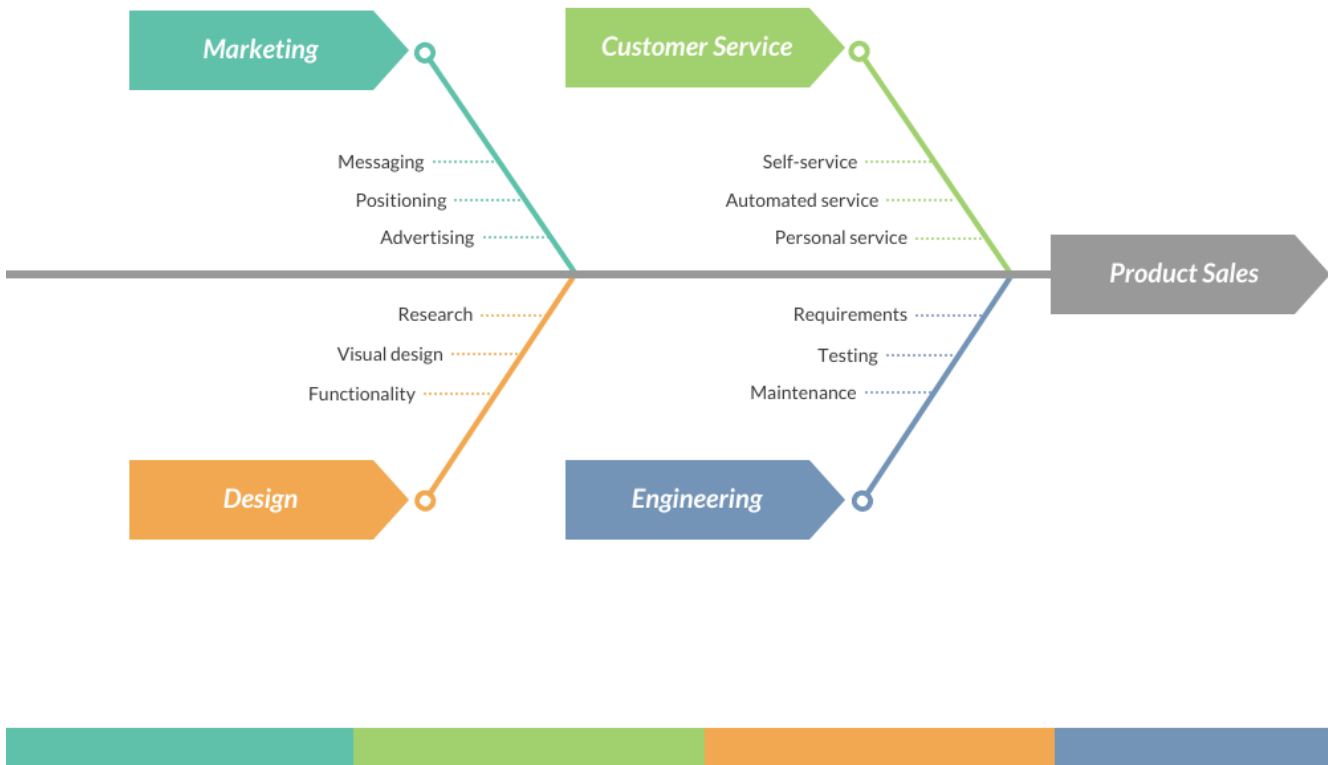 Marketing
Customer Service
Messaging
Positioning
Advertising
Self-service
Automated service
Personal service
Product Sales
Research
Visual design
Functionality
Requirements
Testing
Maintenance
Design
Engineering